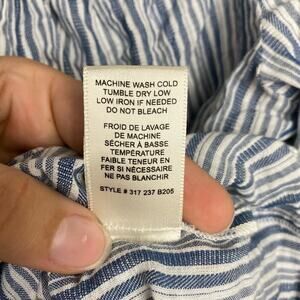 MACHINE WASH COLD
TUMBLE DRY LOW
LOW IRON IF NEEDED
DO NOT BLEACH
FROID DE LAVAGE
DE MACHINE
SÉCHER À BASSE
TEMPÉRATURE
FAIBLE TENEUR EN
FER SI NÉCESSAIRE
NE PAS BLANCHIR
STYLE # 317 237 B205